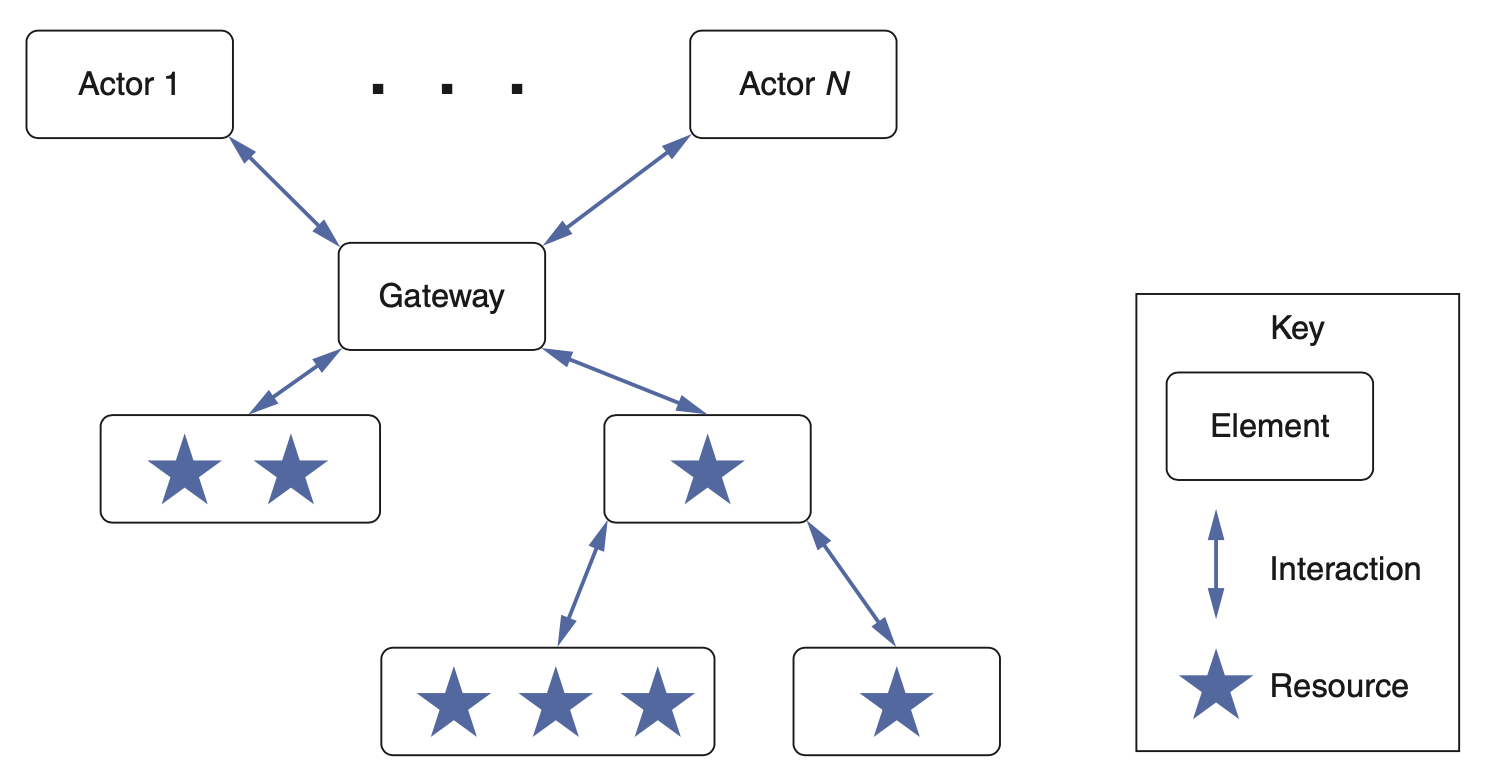 Actor 1
. . .
Actor N
Gateway
Key
Element
Interaction
Resource